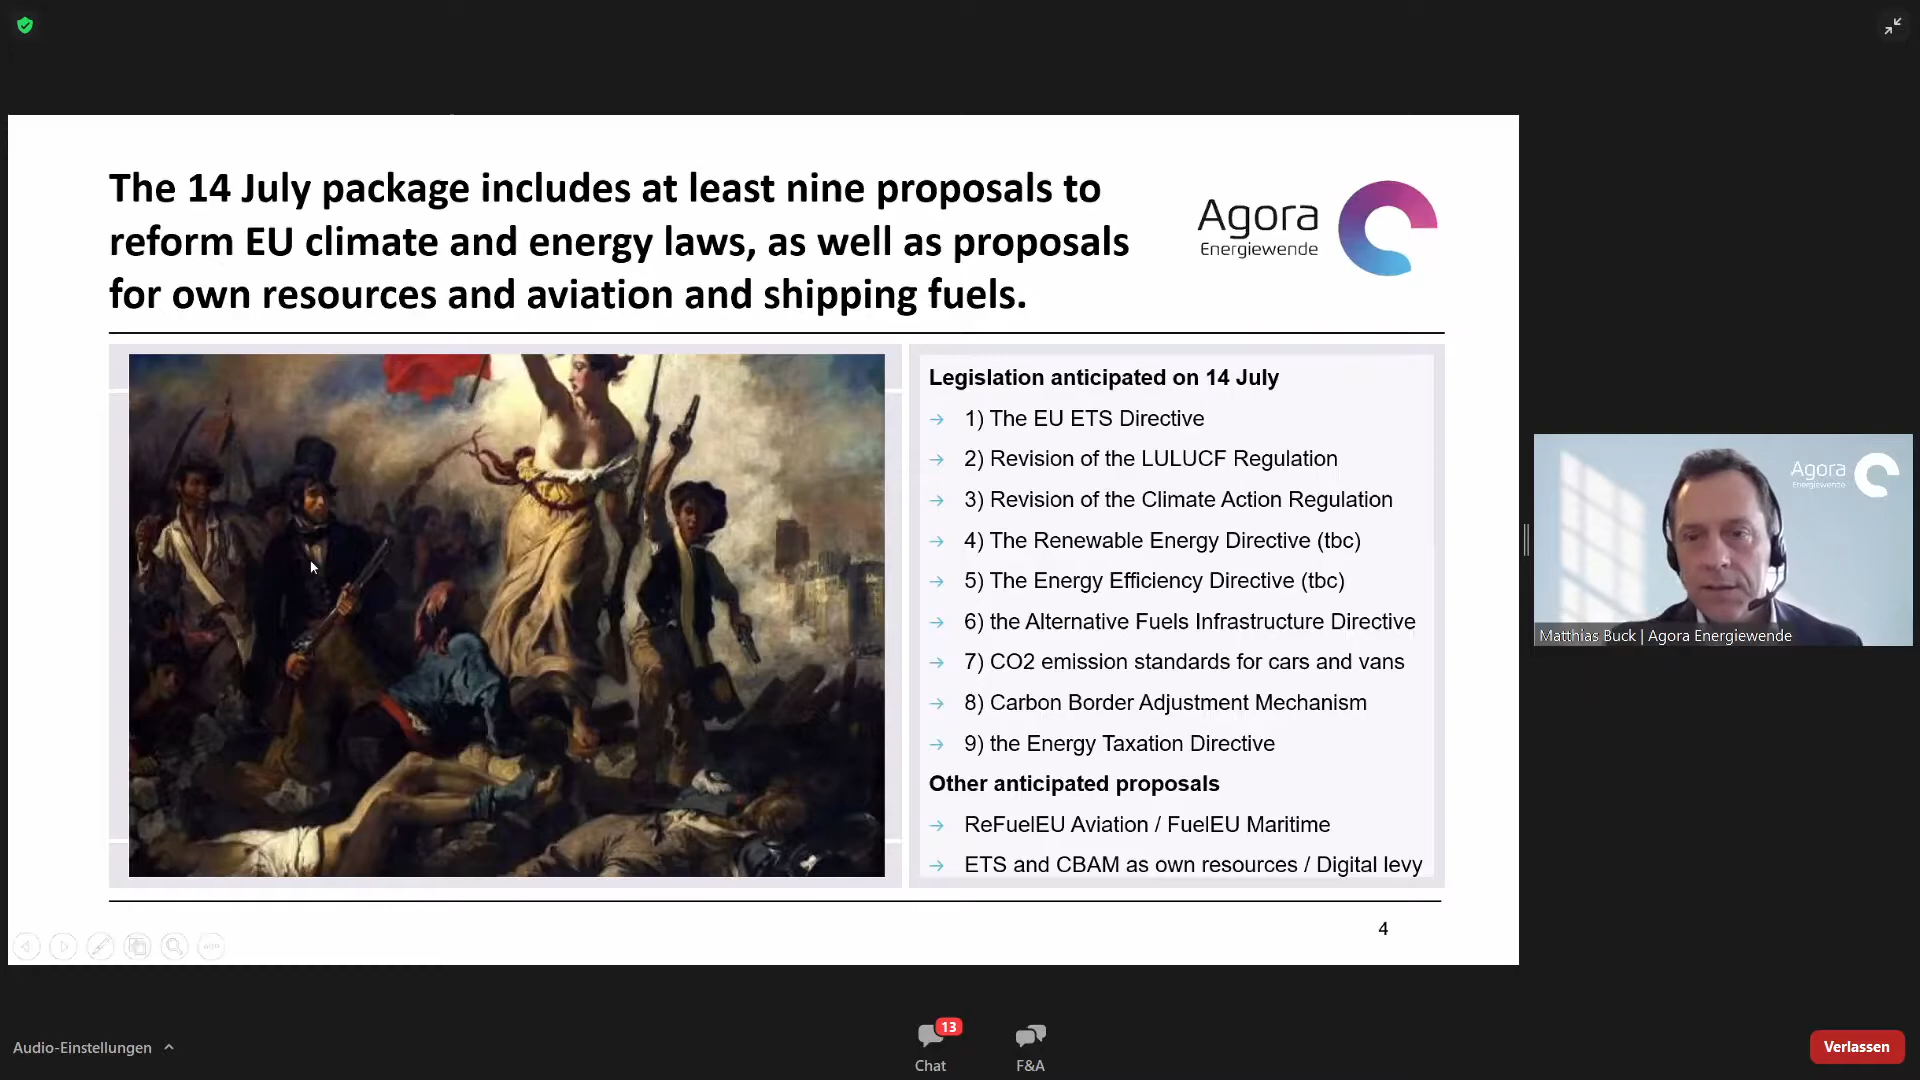 The 14 July package includes at least nine proposals to
reform EU climate and energy laws, as well as proposals
for own resources and aviation and shipping fuels.
Agora
Energiewende
Legislation anticipated on 14 July
→ 1) The EU ETS Directive
→ 2) Revision of the LULUCF Regulation
→ 3) Revision of the Climate Action Regulation
→ 4) The Renewable Energy Directive (tbc)
→ 5) The Energy Efficiency Directive (tbc)
→ 6) the Alternative Fuels Infrastructure Directive
→ 7) CO2 emission standards for cars and vans
→ 8) Carbon Border Adjustment Mechanism
→ 9) the Energy Taxation Directive
Other anticipated proposals
→ ReFuelEU Aviation / FuelEU Maritime
→ ETS and CBAM as own resources / Digital levy
4
Agora
Energiewende
Matthias Buck | Agora Energiewende
Audio-Einstellungen
13
Chat
F&A
Verlassen